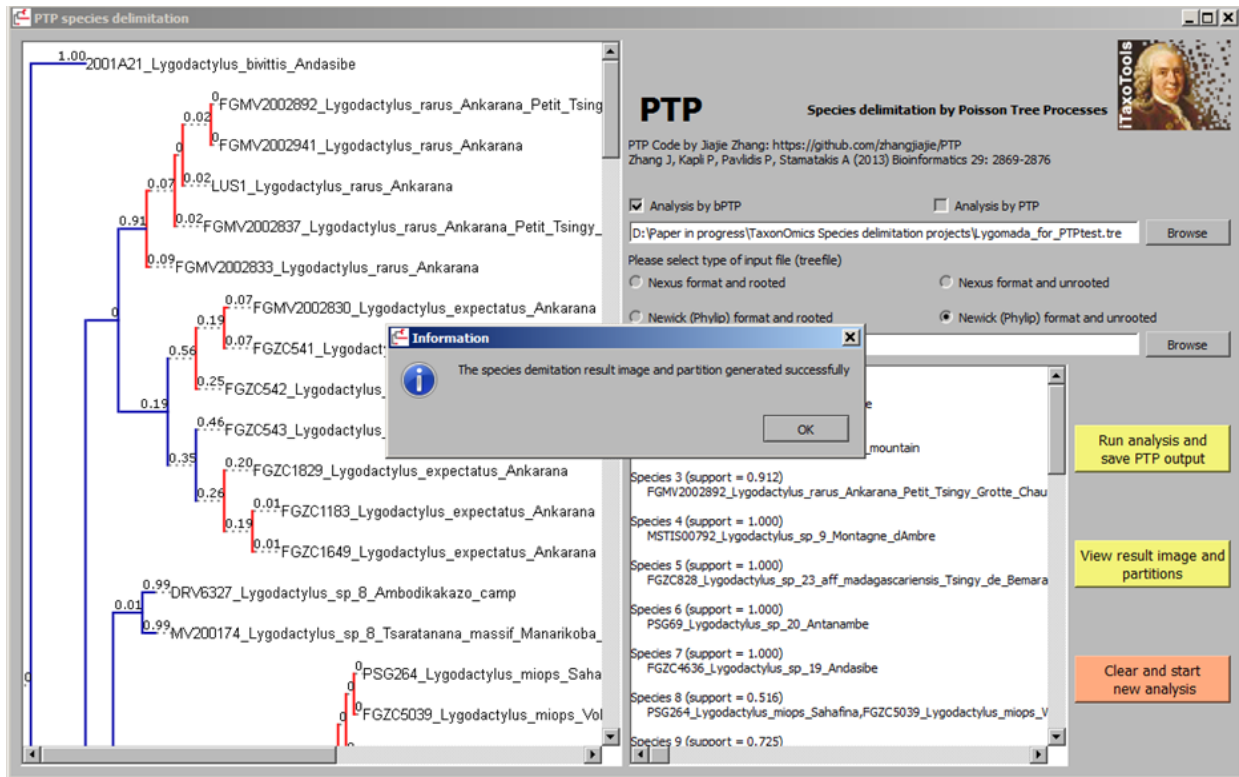 PTP species delimitation
1.00
2001A21_Lygodactylus_bivittis_Andasibe
0
FGMV2002892_Lygodactylus_rarus_Ankarana_Petit_Tsing
0.02
0
0
FGMV2002941_Lygodactylus_rarus_Ankarana
0.07
0.02
LUS1_Lygodactylus_rarus_Ankarana
0.91
0.02
FGMV2002837_Lygodactylus_rarus_Ankarana_Petit_Tsingy_
0.09
FGMV2002833_Lygodactylus_rarus_Ankarana
0
0.07
FGMV2002830_Lygodactylus_expectatus_Ankarana
0.19
0.07
FGZC541_Lygodact
0.56
0.25
FGZC542_Lygodactylus_
0.19
0.46
FGZC543_Lygodactylus_
0.35
0.20
FGZC1829_Lygodactylus_expectatus_Ankarana
0.26
0.01
FGZC1183_Lygodactylus_expectatus_Ankarana
0.19
0.01
FGZC1649_Lygodactylus_expectatus_Ankarana
0.99
DRV6327_Lygodactylus_sp_8_Ambodikakazo_camp
0.01
0.99
MV200174_Lygodactylus_sp_8_Tsaratanana_massif_Manarikoba_
0
PSG264_Lygodactylus_miops_Saha
0
0
FGZC5039_Lygodactylus_miops_Vol
0
0
PTP
Species delimitation by Poisson Tree Processes
iTaxoTools
PTP Code by Jiajie Zhang: https://github.com/zhangjiajie/PTP
Zhang J, Kapli P, Pavlidis P, Stamatakis A (2013) Bioinformatics 29: 2869-2876
Analysis by bPTP
Analysis by PTP
D:\Paper in progress\TaxonOmics Species delimitation projects\Lygomada_for_PTPtest.tre
Browse
Please select type of input file (treefile)
Nexus format and rooted
Nexus format and unrooted
Newick (Phylip) format and rooted
Newick (Phylip) format and unrooted
Browse
Information
The species demitation result image and partition generated successfully
OK
_mountain
Species 3 (support = 0.912)
FGMV2002892_Lygodactylus_rarus_Ankarana_Petit_Tsingy_Grotte_Chau
Species 4 (support = 1.000)
MSTIS00792_Lygodactylus_sp_9_Montagne_dAmbre
Species 5 (support = 1.000)
FGZC828_Lygodactylus_sp_23_aff_madagascariensis_Tsingy_de_Bemara
Species 6 (support = 1.000)
PSG69_Lygodactylus_sp_20_Antanambe
Species 7 (support = 1.000)
FGZC4636_Lygodactylus_sp_19_Andasibe
Species 8 (support = 0.516)
PSG264_Lygodactylus_miops_Sahafina,FGZC5039_Lygodactylus_miops_V
Species 9 (support = 0.725)
Run analysis and
save PTP output
View result image and
partitions
Clear and start
new analysis